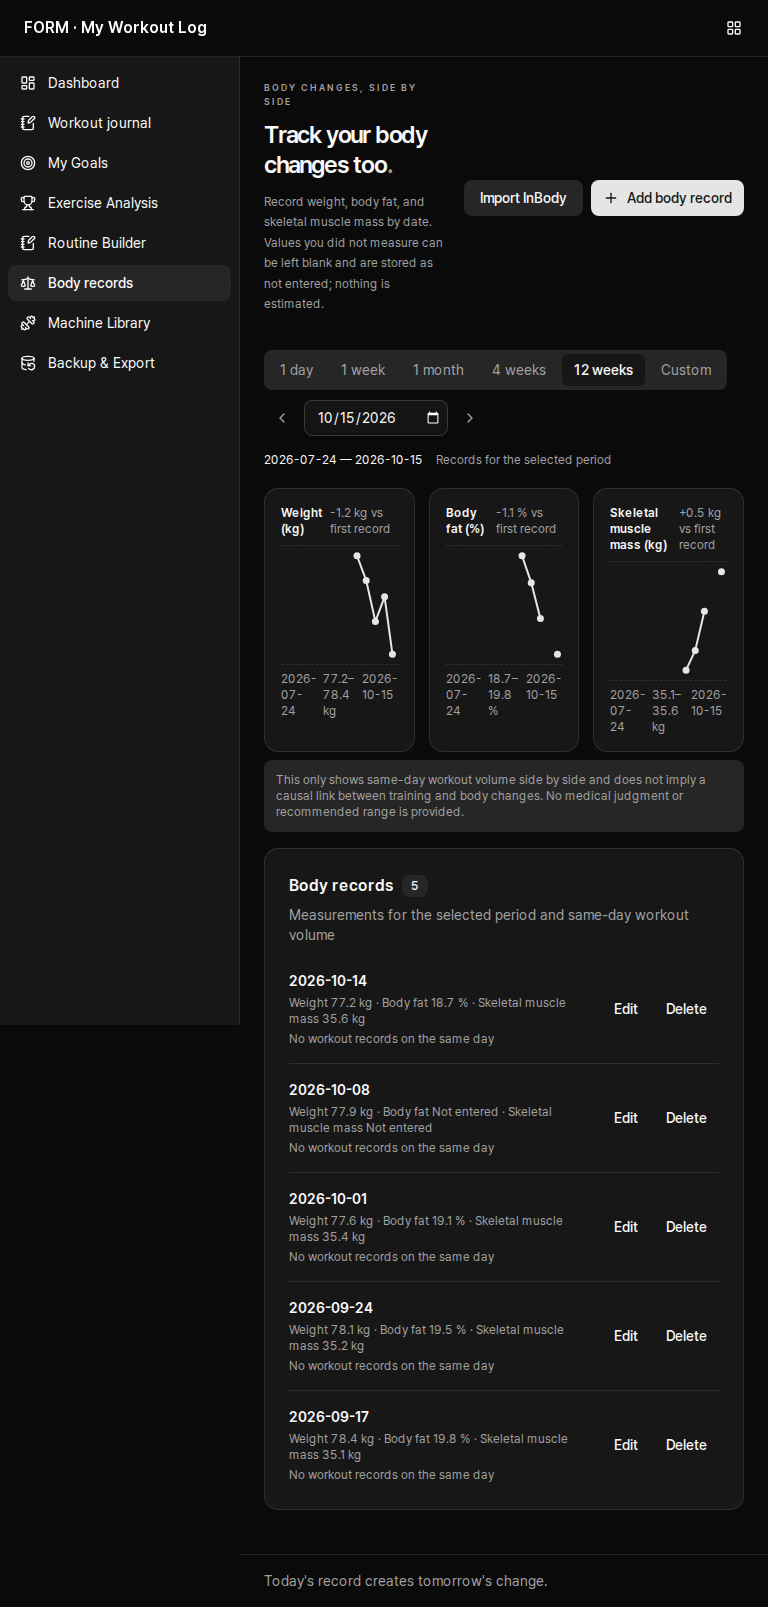 FORM · My Workout Log
Dashboard
Workout journal
My Goals
Exercise Analysis
Routine Builder
Body records
Machine Library
Backup & Export
BODY CHANGES, SIDE BY
SIDE
Track your body
changes too.
Record weight, body fat, and
skeletal muscle mass by date.
Values you did not measure can
be left blank and are stored as
not entered; nothing is
estimated.
Import InBody
Add body record
1 day 1 week 1 month 4 weeks 12 weeks Custom
10/15/2026
2026-07-24 — 2026-10-15 Records for the selected period
Weight
(kg)
-1.2 kg vs
first record
2026-
07-
24
77.2–
78.4
kg
2026-
10-15
Body
fat (%)
-1.1 % vs
first record
2026-
07-
24
18.7–
19.8
%
2026-
10-15
Skeletal
muscle
mass (kg)
+0.5 kg
vs first
record
2026-
07-
24
35.1–
35.6
kg
2026-
10-15
This only shows same-day workout volume side by side and does not imply a
causal link between training and body changes. No medical judgment or
recommended range is provided.
Body records 5
Measurements for the selected period and same-day workout
volume
2026-10-14
Weight 77.2 kg · Body fat 18.7 % · Skeletal muscle
mass 35.6 kg
No workout records on the same day
Edit Delete
2026-10-08
Weight 77.9 kg · Body fat Not entered · Skeletal
muscle mass Not entered
No workout records on the same day
Edit Delete
2026-10-01
Weight 77.6 kg · Body fat 19.1 % · Skeletal muscle
mass 35.4 kg
No workout records on the same day
Edit Delete
2026-09-24
Weight 78.1 kg · Body fat 19.5 % · Skeletal muscle
mass 35.2 kg
No workout records on the same day
Edit Delete
2026-09-17
Weight 78.4 kg · Body fat 19.8 % · Skeletal muscle
mass 35.1 kg
No workout records on the same day
Edit Delete
Today's record creates tomorrow's change.